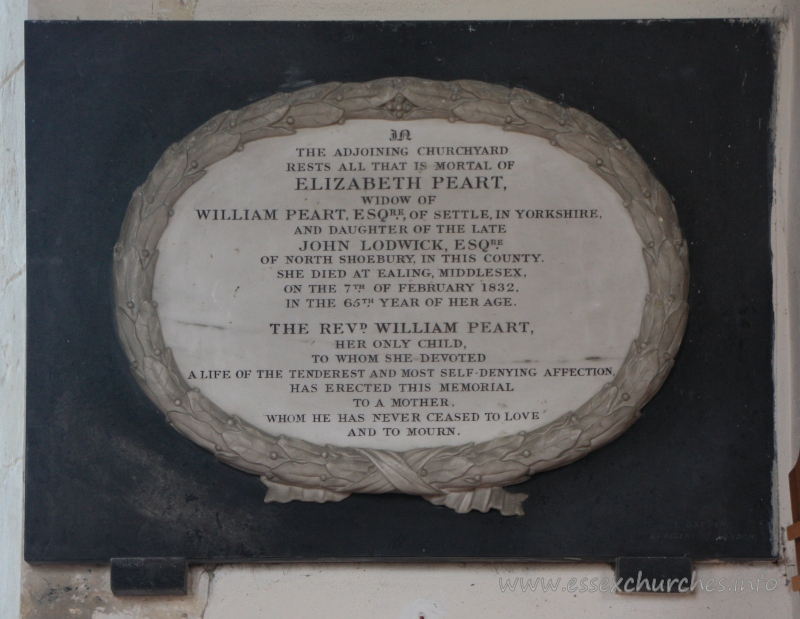 IN
THE ADJOINING CHURCHYARD
RESTS ALL THAT IS MORTAL OF
ELIZABETH PEART,
WIDOW OF
WILLIAM PEART, ESQRE, OF SETTLE, IN YORKSHIRE,
AND DAUGHTER OF THE LATE
JOHN LODWICK, ESQRE
OF NORTH SHOEBURY, IN THIS COUNTY.
SHE DIED AT EALING, MIDDLESEX,
ON THE 7TH OF FEBRUARY 1832,
IN THE 65TH YEAR OF HER AGE.
THE REVD WILLIAM PEART,
HER ONLY CHILD,
TO WHOM SHE DEVOTED
A LIFE OF THE TENDEREST AND MOST SELF-DENYING AFFECTION,
HAS ERECTED THIS MEMORIAL
TO A MOTHER,
WHOM HE HAS NEVER CEASED TO LOVE
AND TO MOURN.
www.essexchurches.info